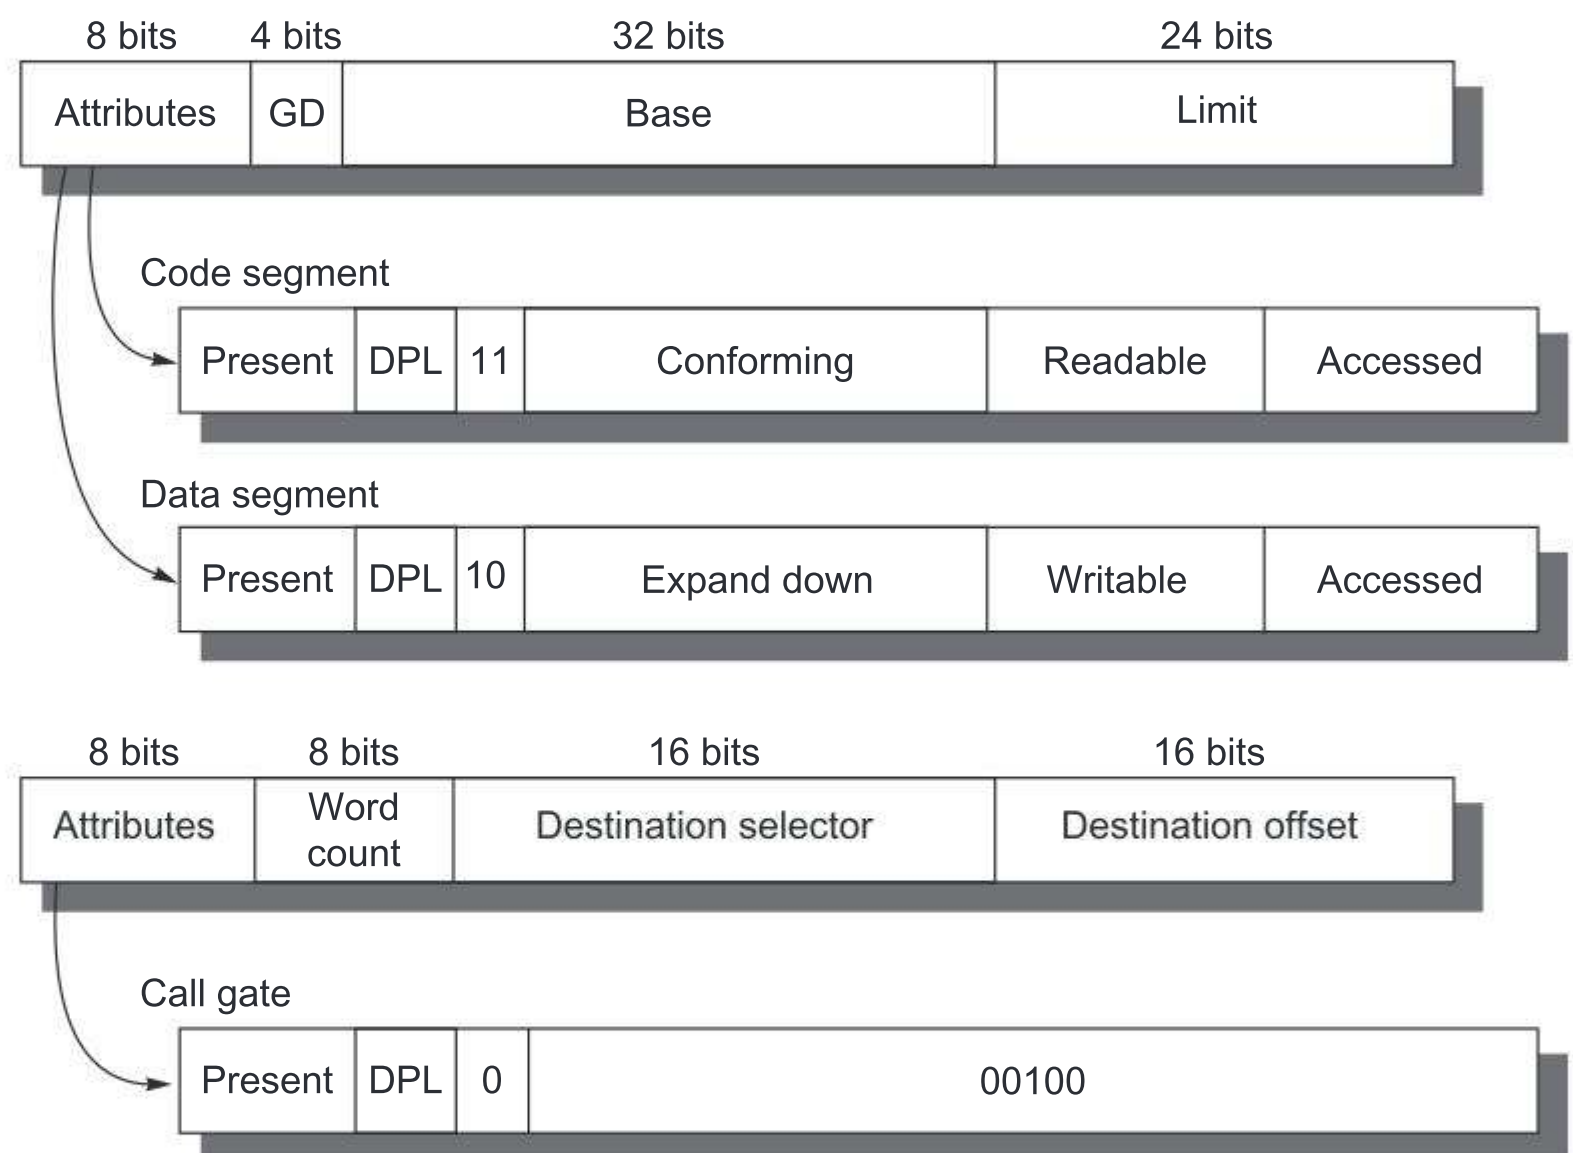 8 bits 4 bits 32 bits 24 bits
Attributes GD Base Limit
Code segment
Present DPL 11 Conforming Readable Accessed
Data segment
Present DPL 10 Expand down Writable Accessed
8 bits 8 bits 16 bits 16 bits
Attributes Word count Destination selector Destination offset
Call gate
Present DPL 0 00100